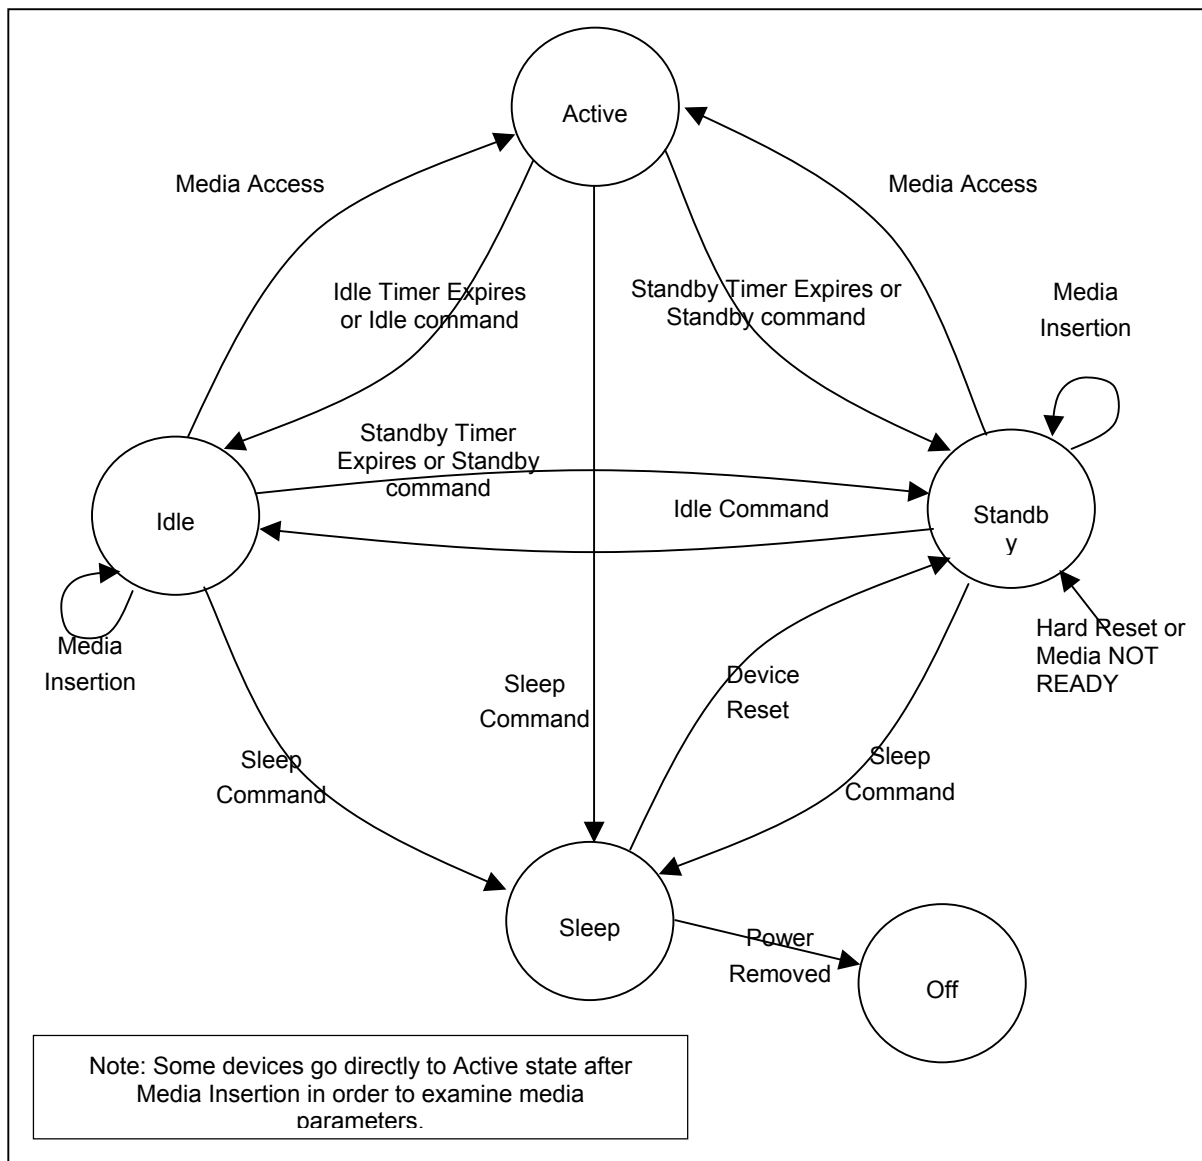 Active
Media Access
Media Access
Idle Timer Expires
or Idle command
Standby Timer Expires or
Standby command
Media
Insertion
Standby Timer
Expires or Standby
command
Idle Command
Idle
Standb
y
Media
Insertion
Hard Reset or
Media NOT
READY
Sleep
Command
Device
Reset
Sleep
Command
Sleep
Command
Sleep
Power
Removed
Off
Note: Some devices go directly to Active state after
Media Insertion in order to examine media
parameters.